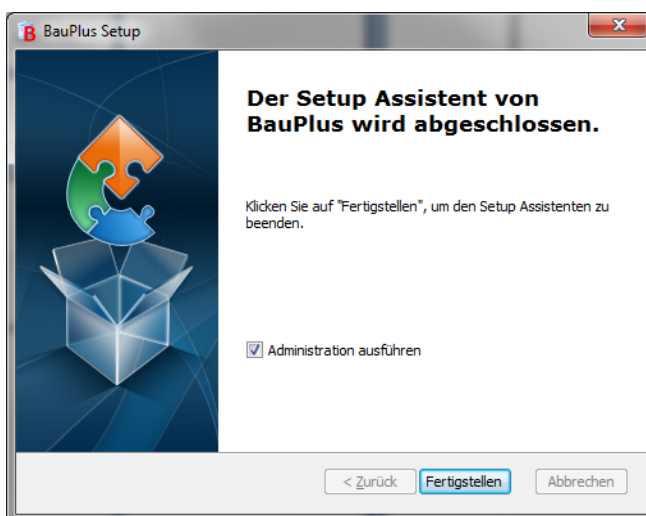 BauPlus Setup
Der Setup Assistent von
BauPlus wird abgeschlossen.
Klicken Sie auf "Fertigstellen", um den Setup Assistenten zu
beenden.
Administration ausführen
< Zurück Fertigstellen Abbrechen